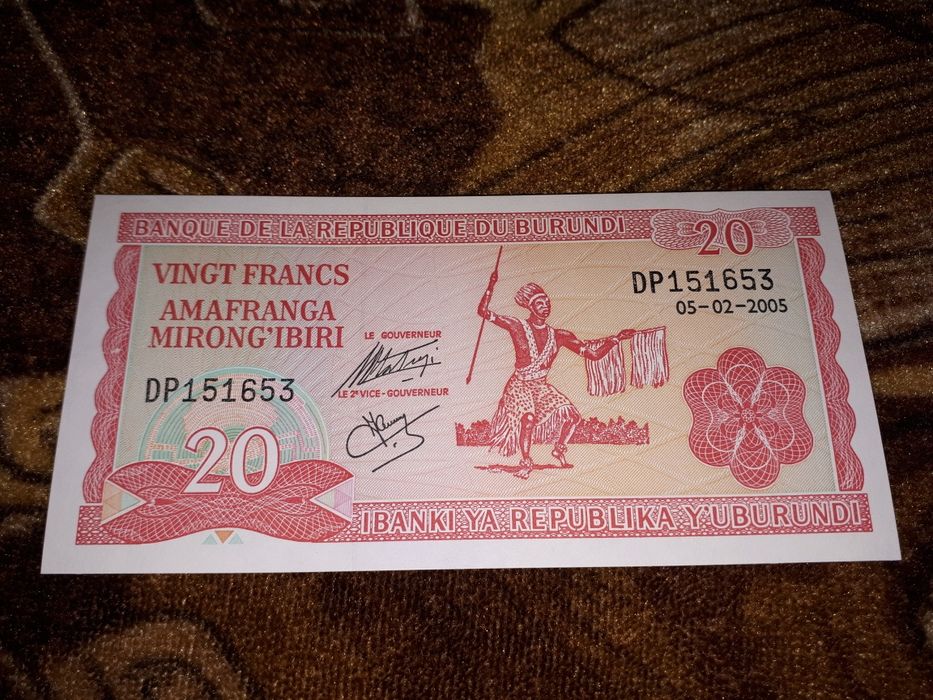 BANQUE DE LA REPUBLIQUE DU BURUNDI
20
VINGT FRANCS
AMAFRANGA
MIRONG'IBIRI
DP151653
05-02-2005
LE GOUVERNEUR
LE 2e VICE-GOUVERNEUR
DP151653
20
IBANKI YA REPUBLIKA Y'UBURUNDI